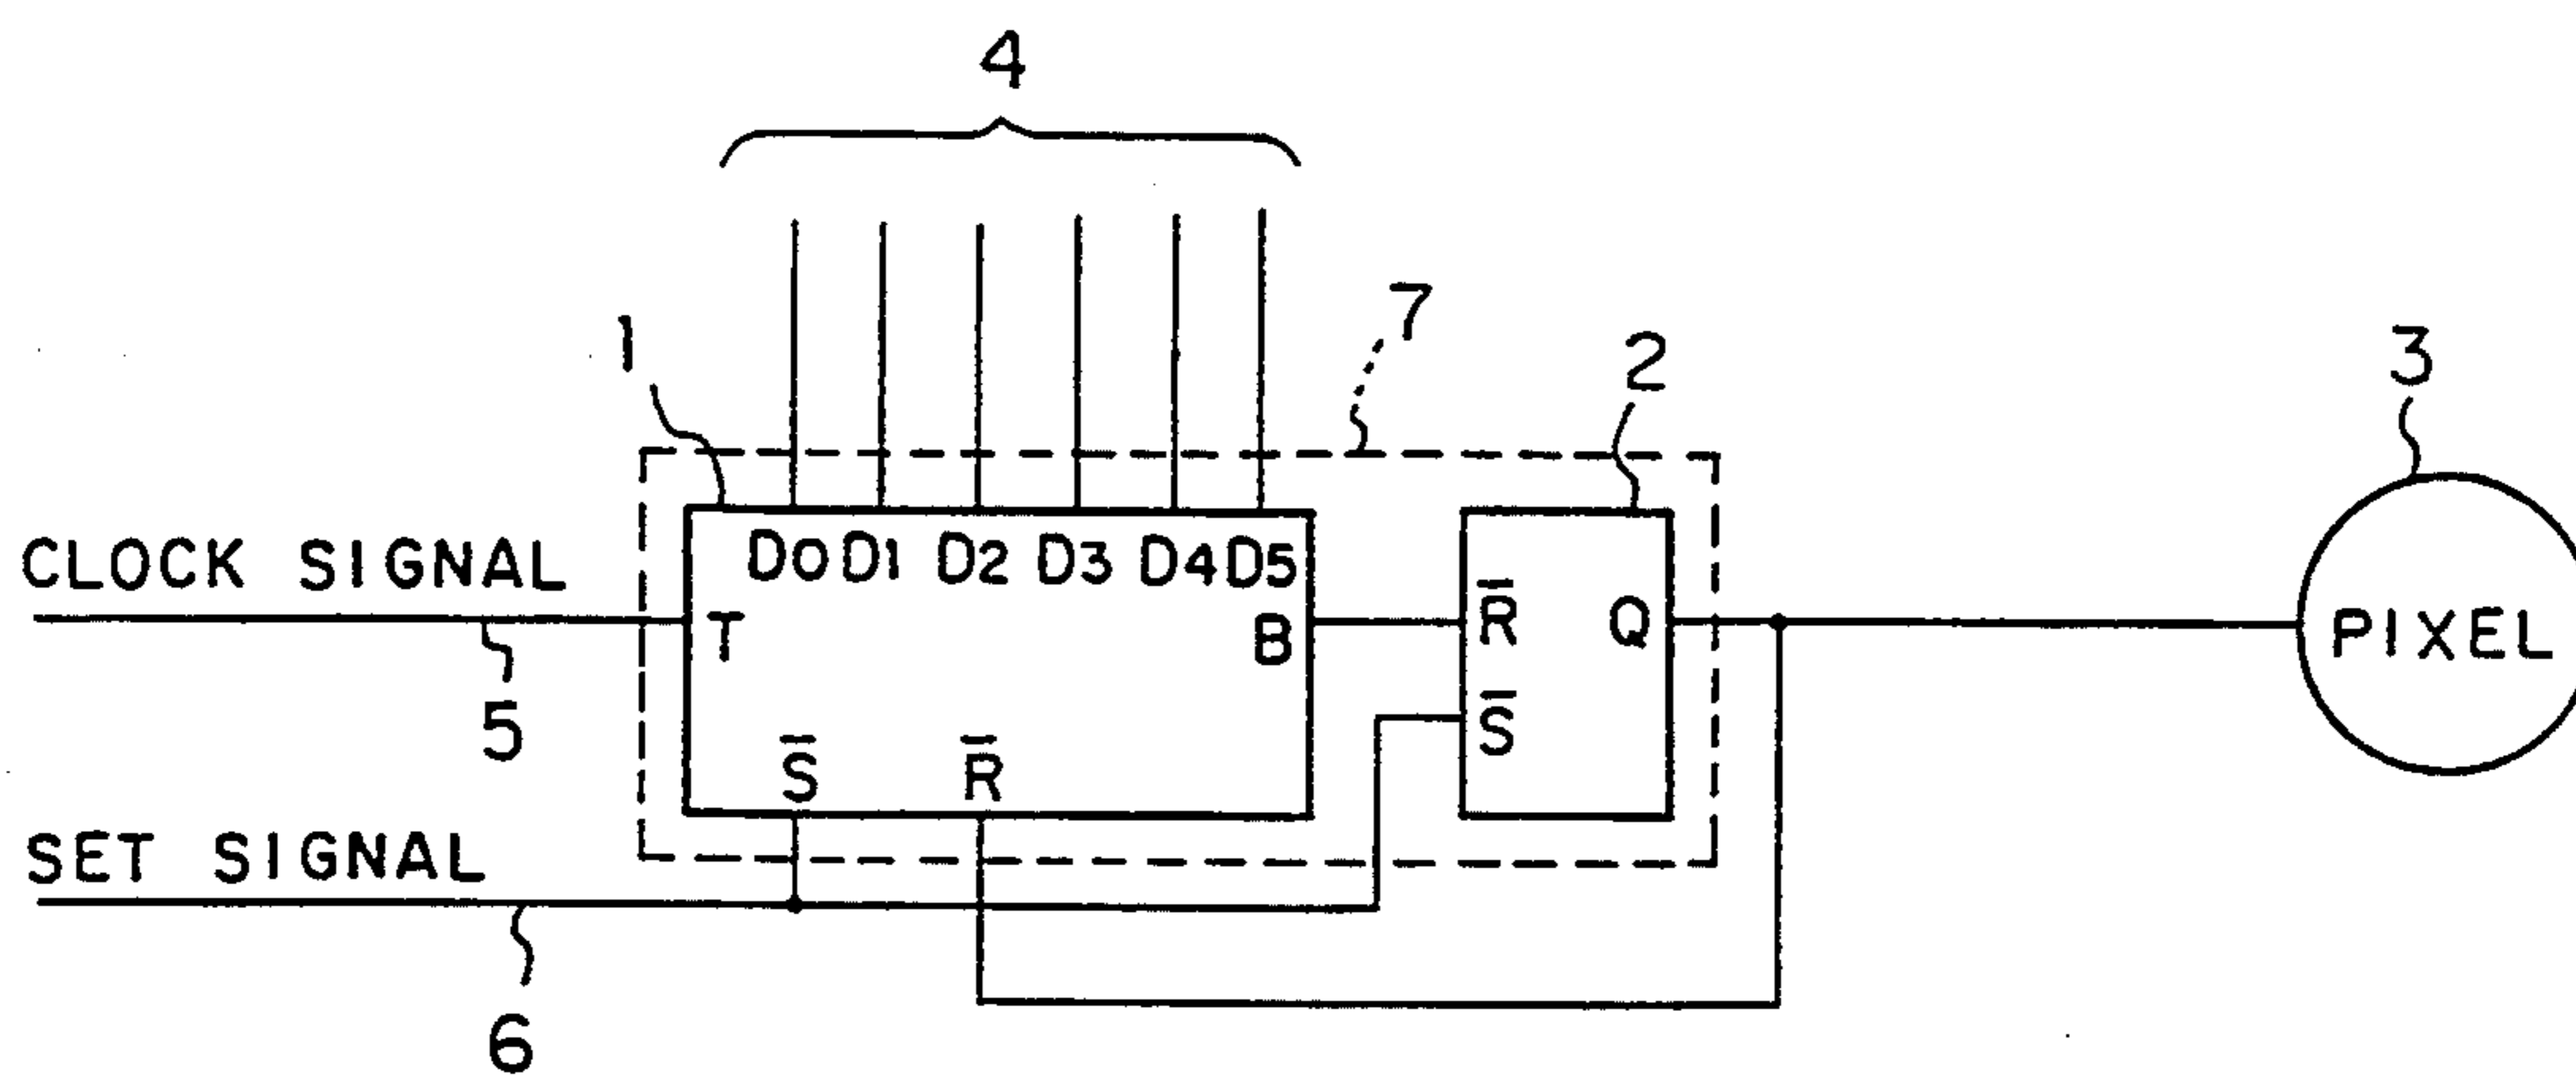 4
7
1
2
3
CLOCK SIGNAL
D0 D1 D2 D3 D4 D5
T
B
R̅
Q
PIXEL
5
S̅
S̅
R̅
SET SIGNAL
6